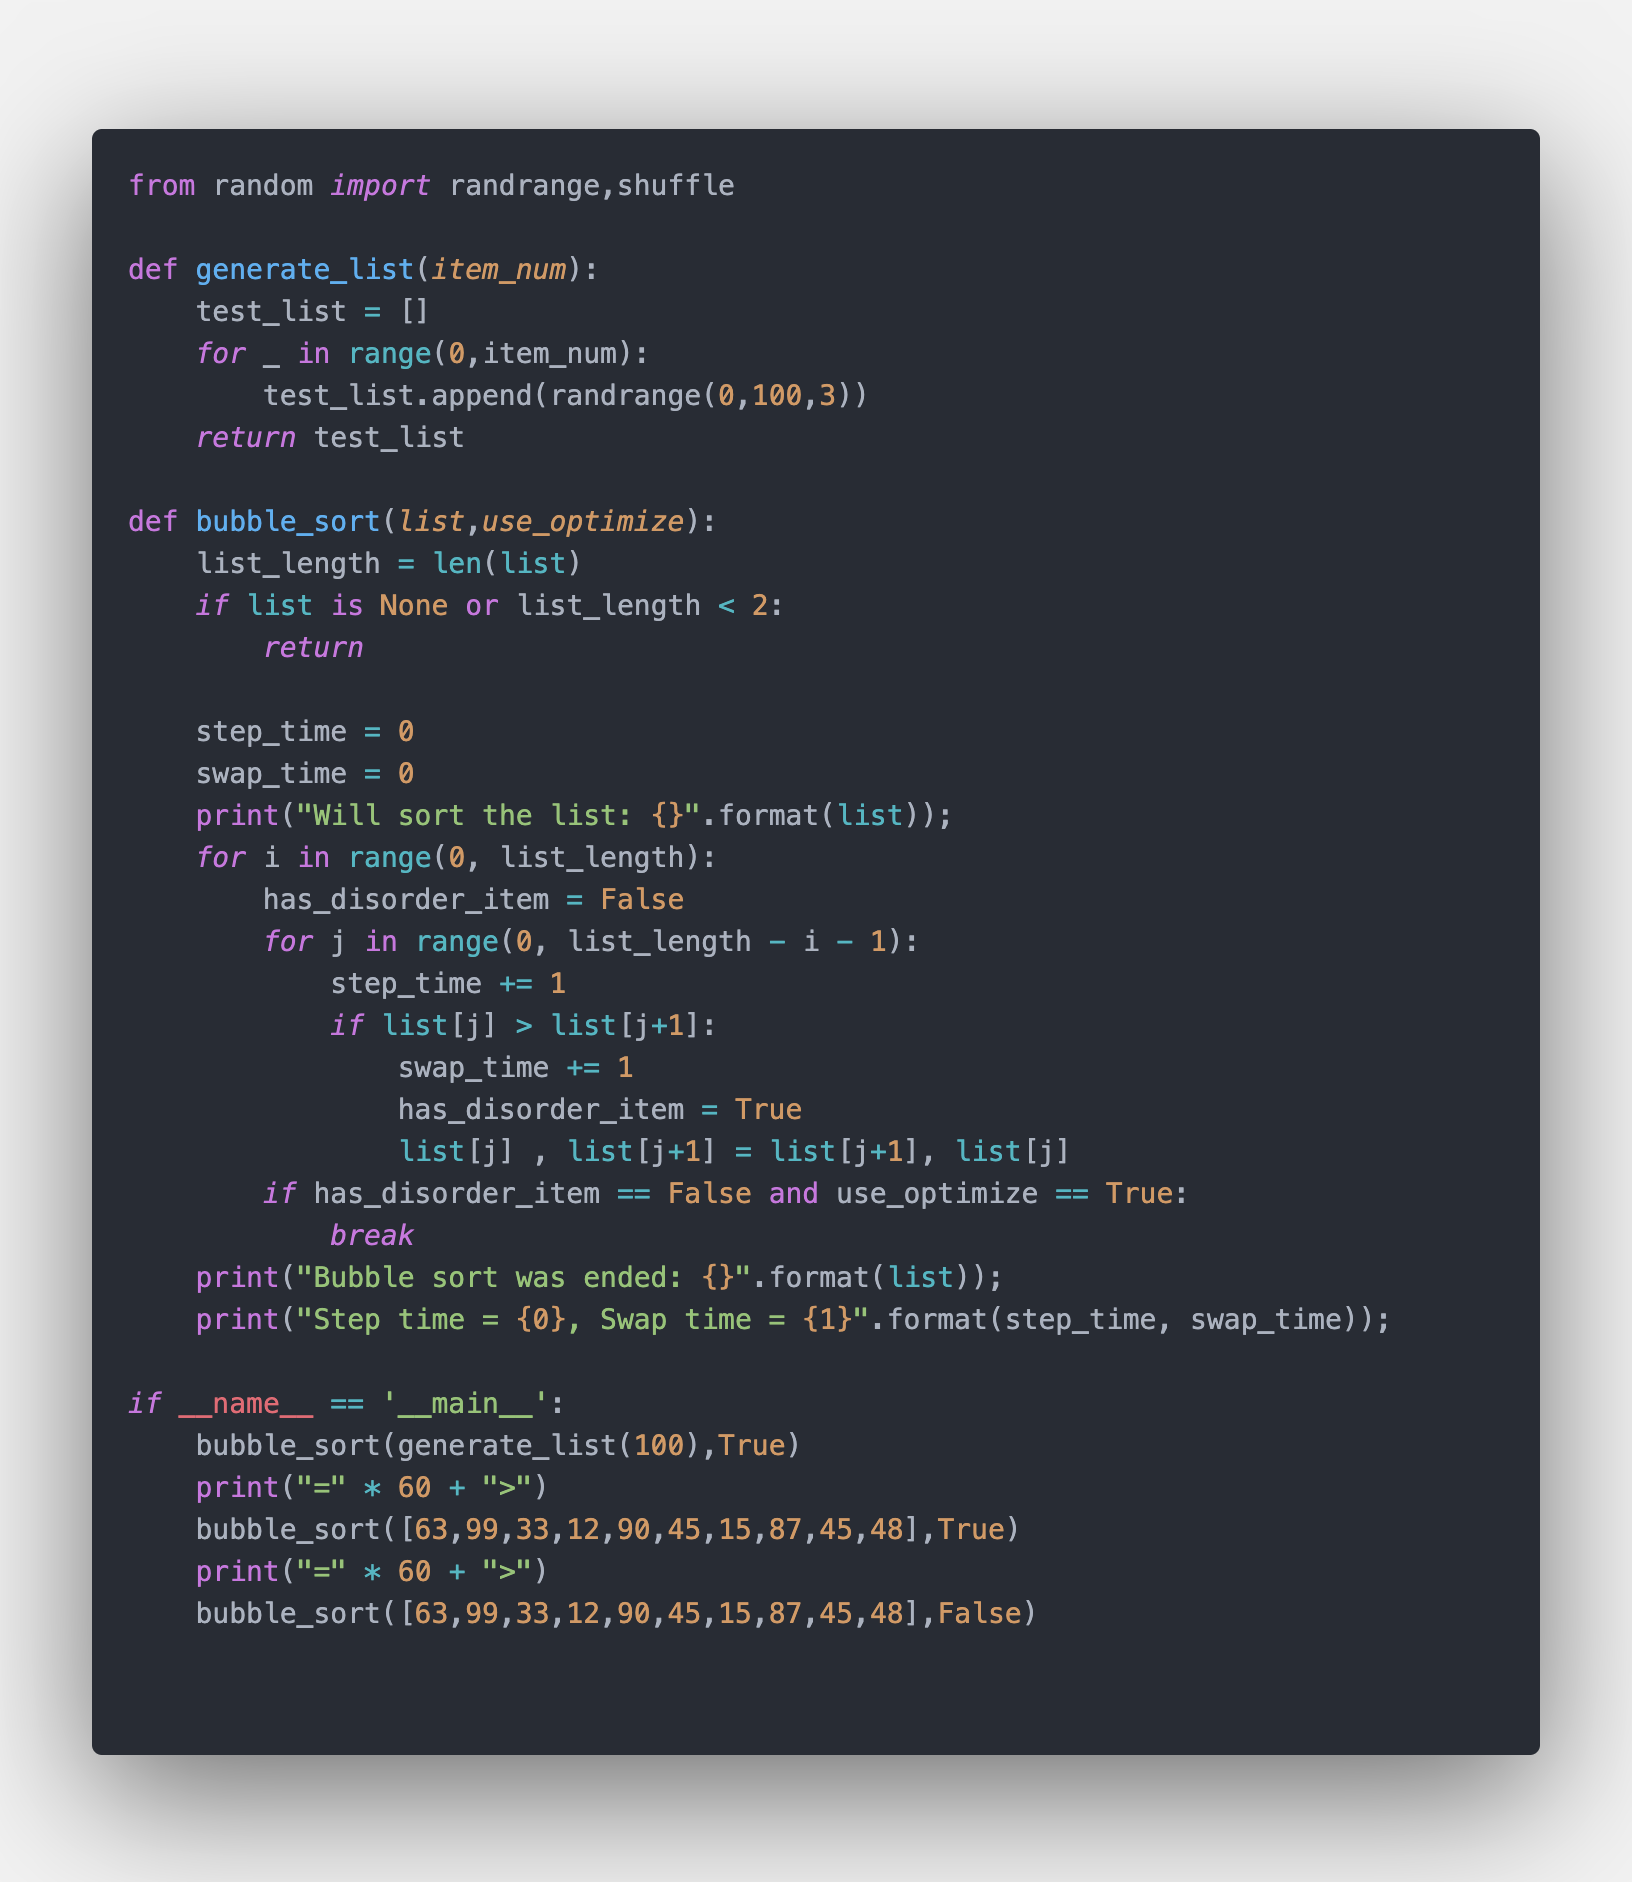 from random import randrange,shuffle

def generate_list(item_num):
    test_list = []
    for _ in range(0,item_num):
        test_list.append(randrange(0,100,3))
    return test_list

def bubble_sort(list,use_optimize):
    list_length = len(list)
    if list is None or list_length < 2:
        return

    step_time = 0
    swap_time = 0
    print("Will sort the list: {}".format(list));
    for i in range(0, list_length):
        has_disorder_item = False
        for j in range(0, list_length - i - 1):
            step_time += 1
            if list[j] > list[j+1]:
                swap_time += 1
                has_disorder_item = True
                list[j] , list[j+1] = list[j+1], list[j]
        if has_disorder_item == False and use_optimize == True:
            break
    print("Bubble sort was ended: {}".format(list));
    print("Step time = {0}, Swap time = {1}".format(step_time, swap_time));

if __name__ == '__main__':
    bubble_sort(generate_list(100),True)
    print("=" * 60 + ">")
    bubble_sort([63,99,33,12,90,45,15,87,45,48],True)
    print("=" * 60 + ">")
    bubble_sort([63,99,33,12,90,45,15,87,45,48],False)